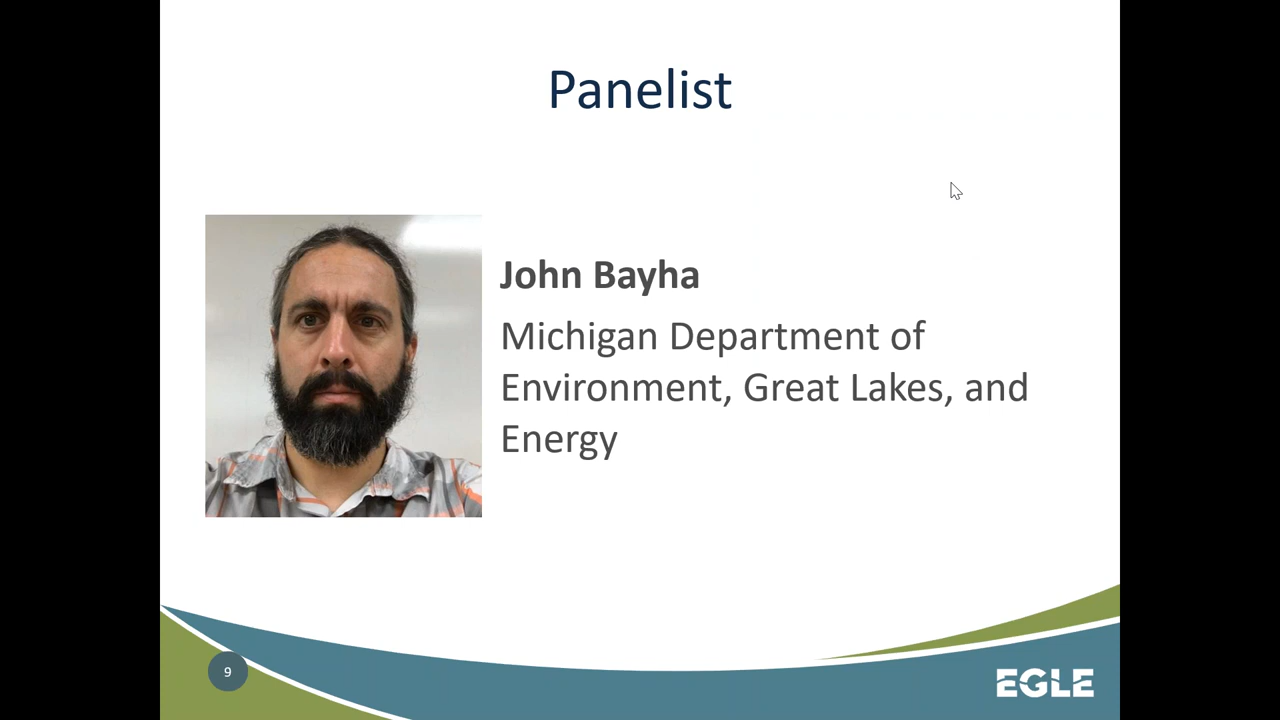 Panelist
John Bayha
Michigan Department of
Environment, Great Lakes, and
Energy
9
EGLE